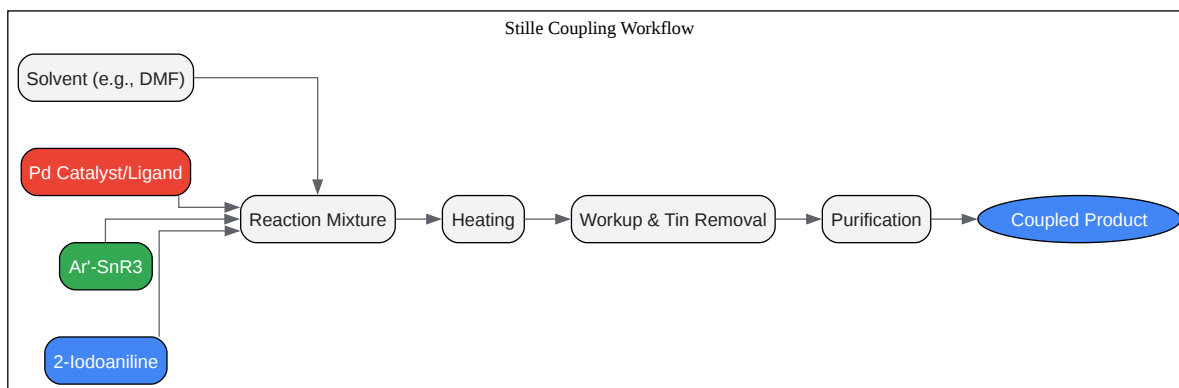 Stille Coupling Workflow
Solvent (e.g., DMF)
Pd Catalyst/Ligand
Reaction Mixture
Heating
Workup & Tin Removal
Purification
Coupled Product
Ar'-SnR3
2-Iodoaniline